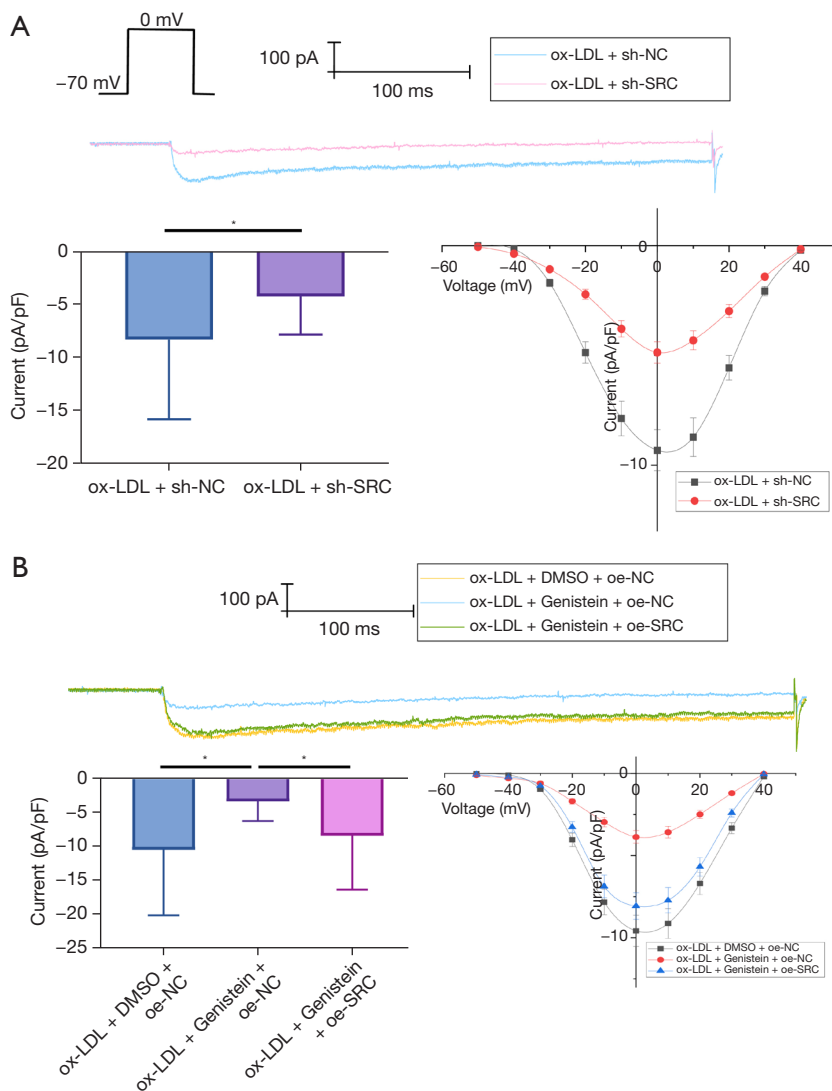 A
0 mV
−70 mV
100 pA
100 ms
ox-LDL + sh-NC
ox-LDL + sh-SRC
*
0
−5
−10
−15
−20
Current (pA/pF)
ox-LDL + sh-NC
ox-LDL + sh-SRC
−60
−40
−20
0
20
40
Voltage (mV)
Current (pA/pF)
−10
ox-LDL + sh-NC
ox-LDL + sh-SRC
B
100 pA
100 ms
ox-LDL + DMSO + oe-NC
ox-LDL + Genistein + oe-NC
ox-LDL + Genistein + oe-SRC
*
*
0
−5
−10
−15
−20
−25
Current (pA/pF)
ox-LDL + DMSO +
oe-NC
ox-LDL + Genistein +
oe-NC
ox-LDL + Genistein
+ oe-SRC
−60
−40
−20
0
20
40
Voltage (mV)
Current (pA/pF)
−10
ox-LDL + DMSO + oe-NC
ox-LDL + Genistein + oe-NC
ox-LDL + Genistein + oe-SRC